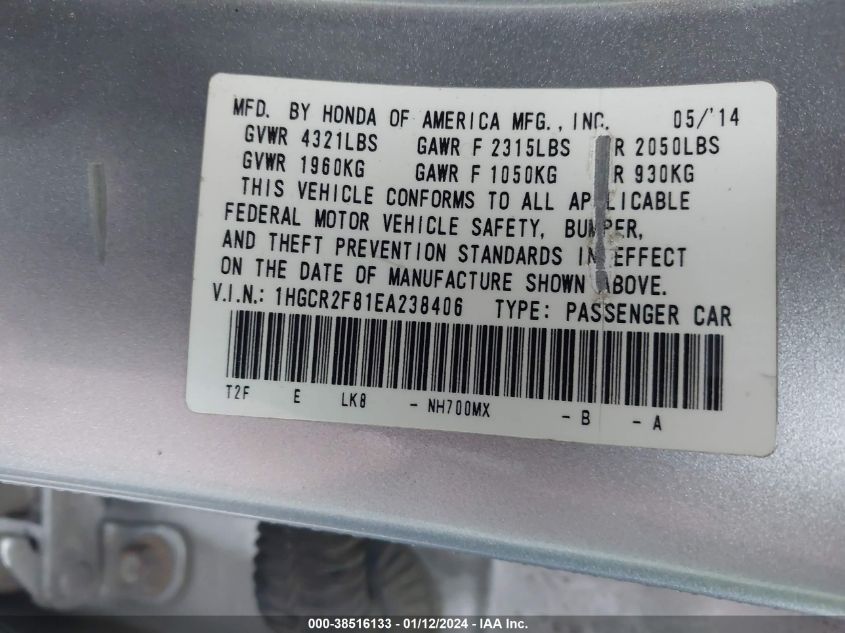 MFD. BY HONDA OF AMERICA MFG., INC. 05/'14
GVWR 4321LBS GAWR F 2315LBS R 2050LBS
GVWR 1960KG GAWR F 1050KG R 930KG
THIS VEHICLE CONFORMS TO ALL APPLICABLE
FEDERAL MOTOR VEHICLE SAFETY, BUMPER,
AND THEFT PREVENTION STANDARDS IN EFFECT
ON THE DATE OF MANUFACTURE SHOWN ABOVE.
V.I.N.: 1HGCR2F81EA238406 TYPE: PASSENGER CAR
T2F E LK8 - NH700MX - B - A
000-38516133 - 01/12/2024 - IAA Inc.